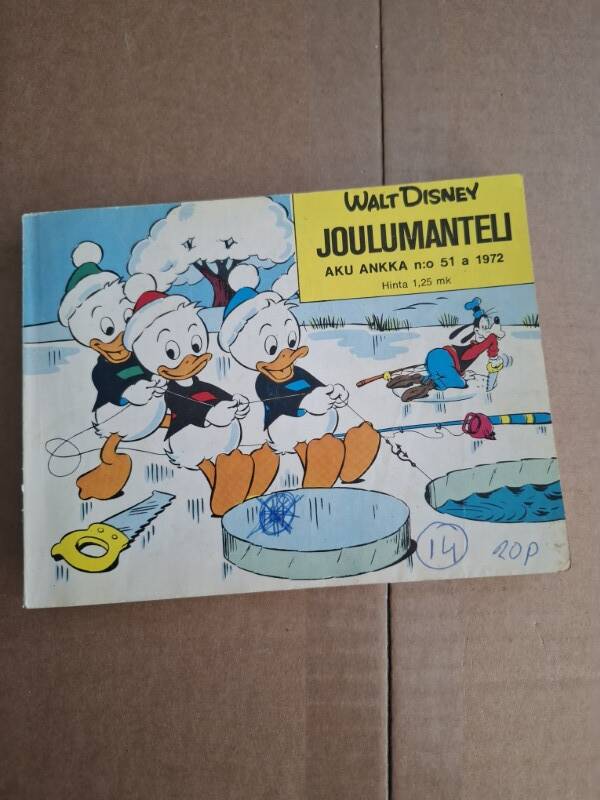 WALT DISNEY
JOULUMANTELI
AKU ANKKA n:o 51 a 1972
Hinta 1,25 mk
14
20p